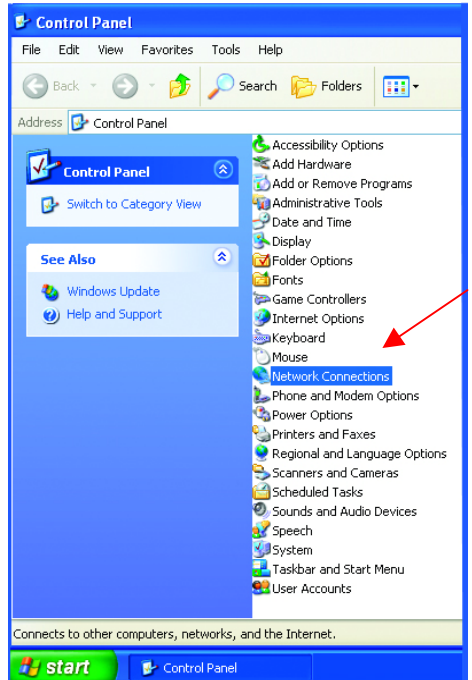 Control Panel
File Edit View Favorites Tools Help
Back Search Folders
Address Control Panel
Control Panel
Switch to Category View
See Also
Windows Update
Help and Support
Accessibility Options
Add Hardware
Add or Remove Programs
Administrative Tools
Date and Time
Display
Folder Options
Fonts
Game Controllers
Internet Options
Keyboard
Mouse
Network Connections
Phone and Modem Options
Power Options
Printers and Faxes
Regional and Language Options
Scanners and Cameras
Scheduled Tasks
Sounds and Audio Devices
Speech
System
Taskbar and Start Menu
User Accounts
Connects to other computers, networks, and the Internet.
start Control Panel